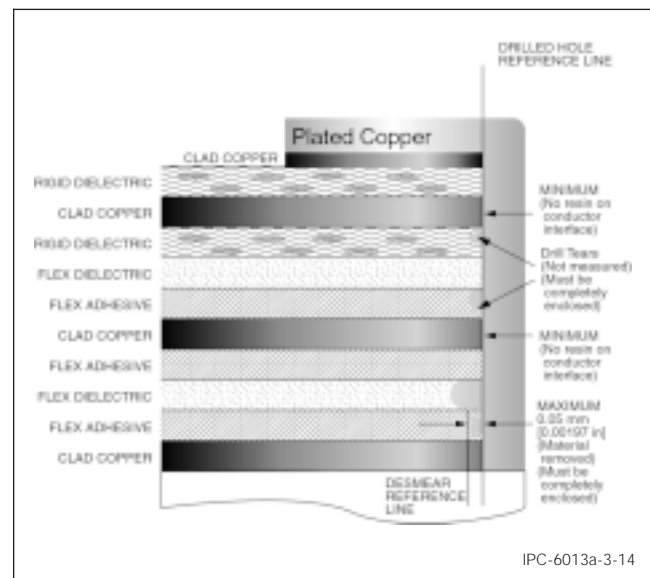 DRILLED HOLE
REFERENCE LINE
Plated Copper
CLAD COPPER
RIGID DIELECTRIC
CLAD COPPER
RIGID DIELECTRIC
FLEX DIELECTRIC
FLEX ADHESIVE
CLAD COPPER
FLEX ADHESIVE
FLEX DIELECTRIC
FLEX ADHESIVE
CLAD COPPER
MINIMUM
(No resin on
conductor
interface)
Drill Tears
(Not measured)
(Must be
completely
enclosed)
MINIMUM
(No resin on
conductor
interface)
MAXIMUM
0.05 mm
[0.00197 in]
(Material
removed)
(Must be
completely
enclosed)
DESMEAR
REFERENCE
LINE
IPC-6013a-3-14